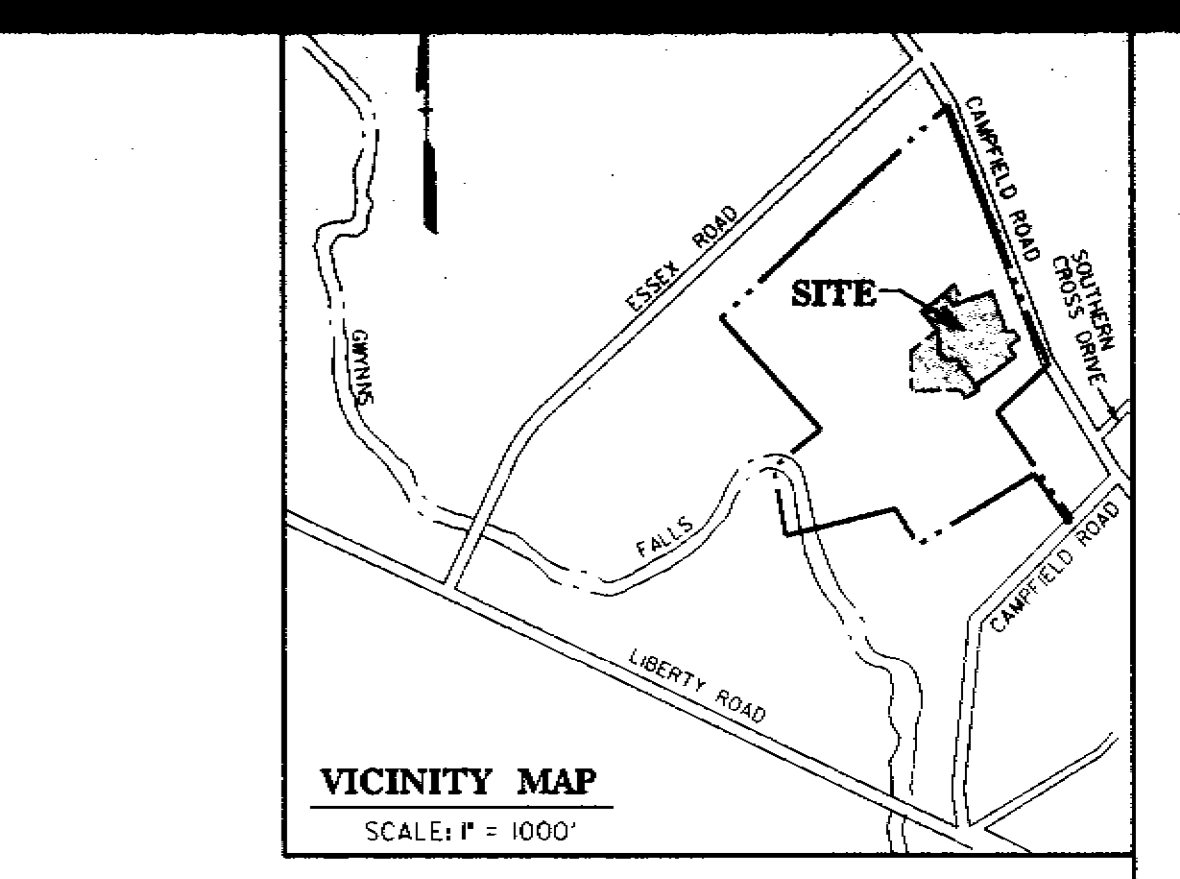 CAMPFIELD ROAD
ESSEX ROAD
SOUTHERN
CROSS DRIVE
SITE
GWYNNS
FALLS
CAMPFIELD ROAD
LIBERTY ROAD
VICINITY MAP
SCALE: 1" = 1000'